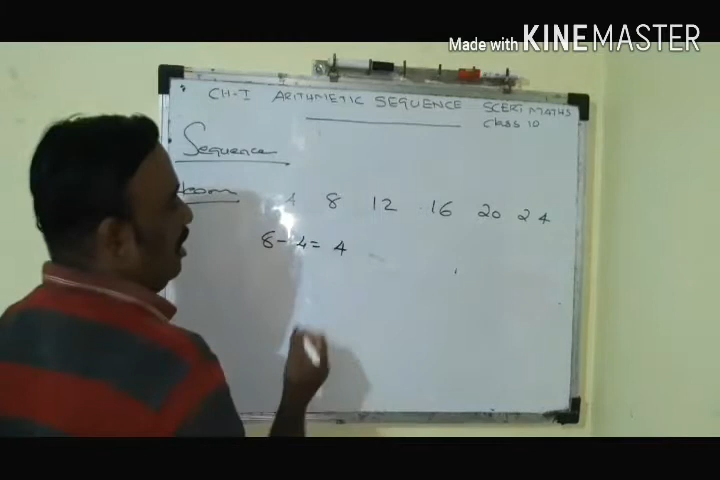 Made with KINEMASTER
CH-I ARITHMETIC SEQUENCE SCERT MATHS
Class 10
Sequence
4 8 12 16 20 24
8 - 4 = 4